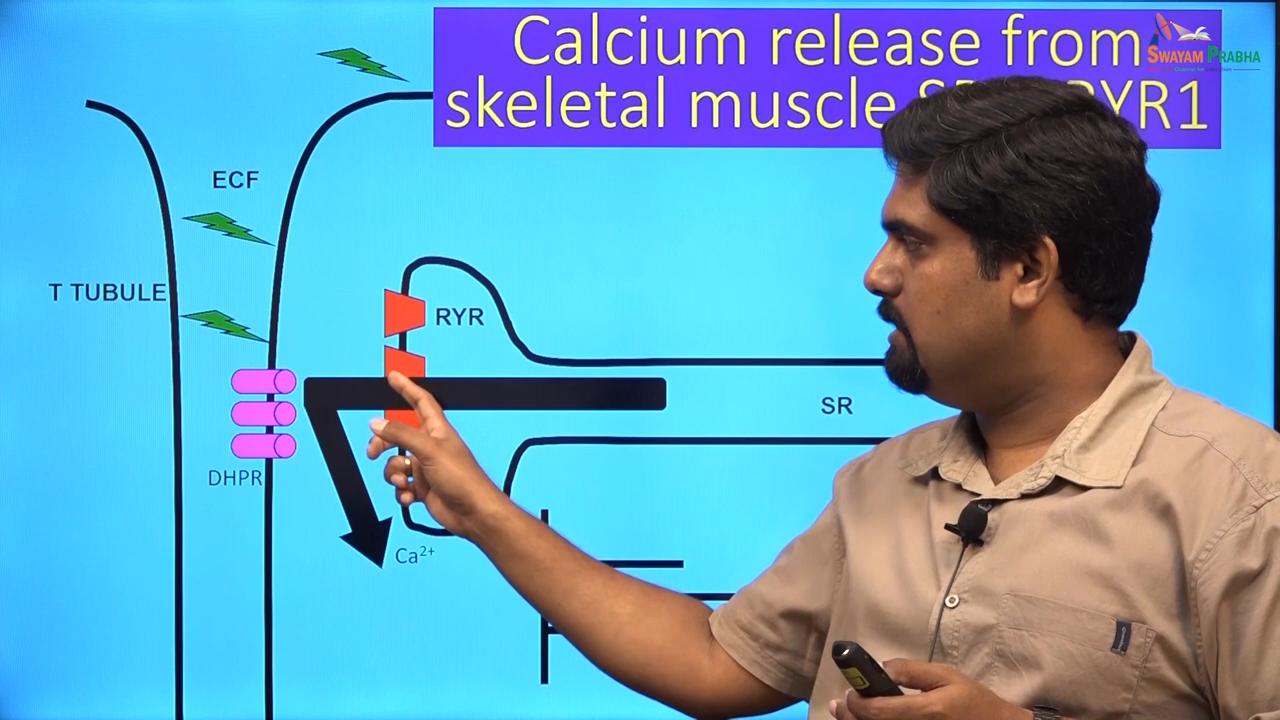 Calcium release from
skeletal muscle RYR1
SWAYAM PRABHA
ECF
T TUBULE
RYR
SR
DHPR
Ca²⁺